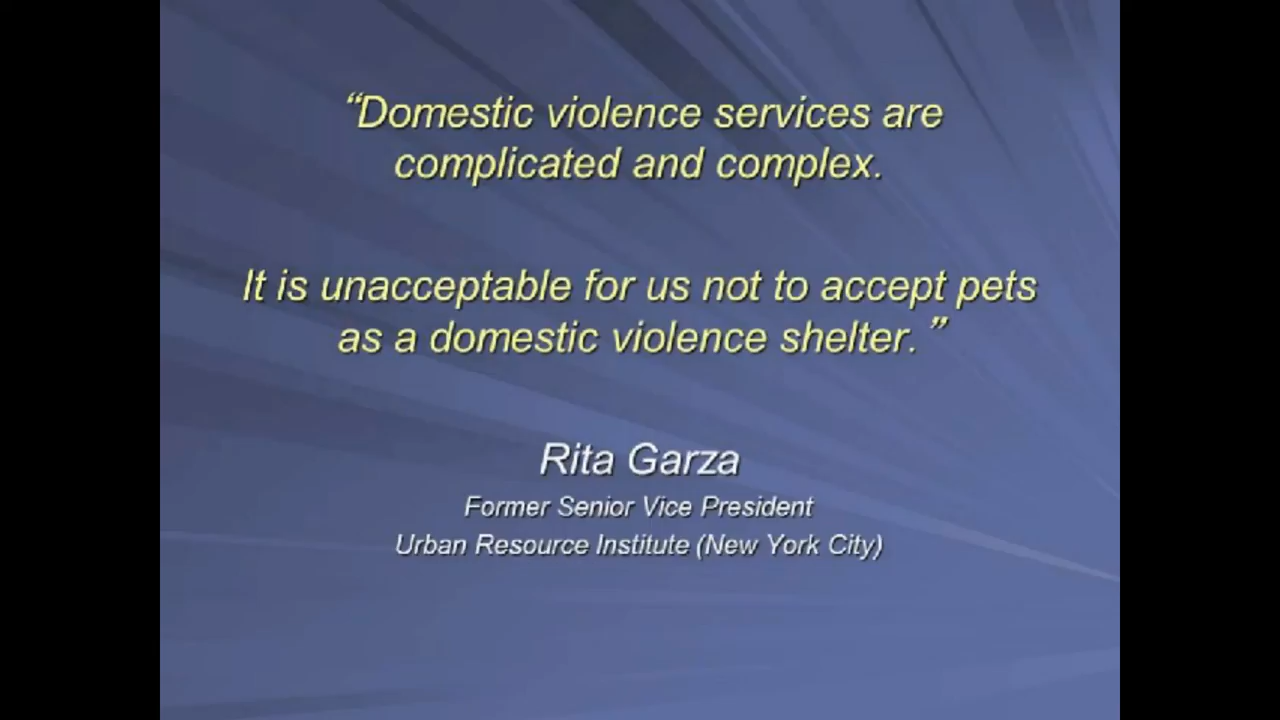 “Domestic violence services are
complicated and complex.
It is unacceptable for us not to accept pets
as a domestic violence shelter.”
Rita Garza
Former Senior Vice President
Urban Resource Institute (New York City)